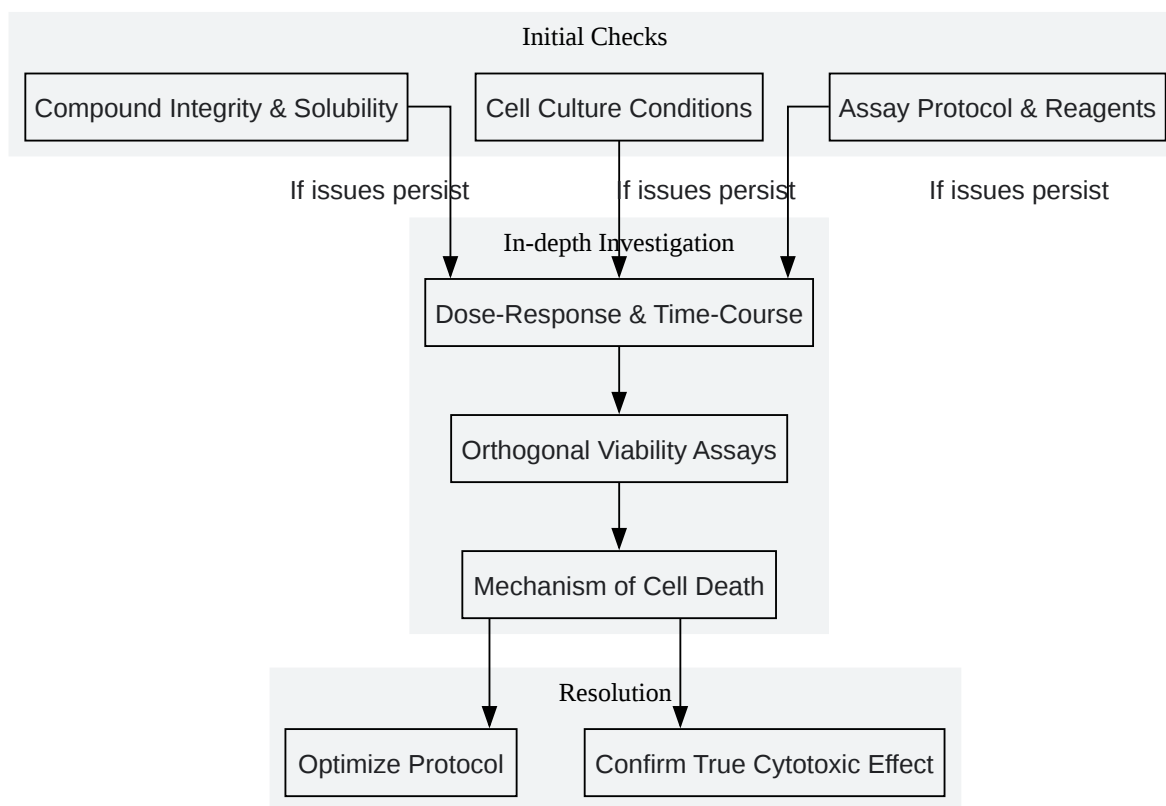 Initial Checks
Compound Integrity & Solubility
Cell Culture Conditions
Assay Protocol & Reagents
If issues persist
If issues persist
If issues persist
In-depth Investigation
Dose-Response & Time-Course
Orthogonal Viability Assays
Mechanism of Cell Death
Resolution
Optimize Protocol
Confirm True Cytotoxic Effect